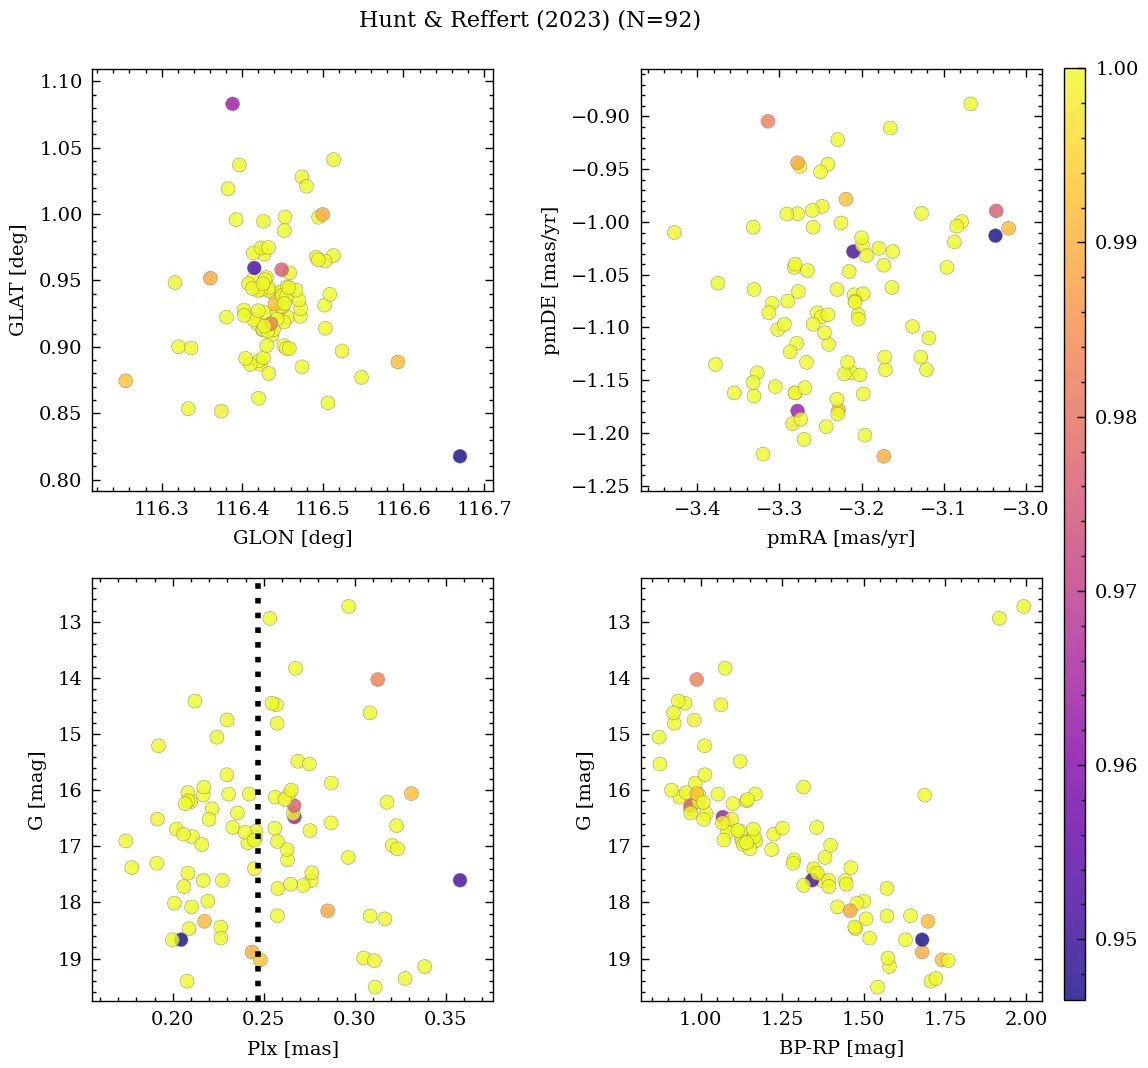 Hunt & Reffert (2023) (N=92)
1.10
1.05
1.00
0.95
0.90
0.85
0.80
GLAT [deg]
116.3 116.4 116.5 116.6 116.7
GLON [deg]
−0.90
−0.95
−1.00
−1.05
−1.10
−1.15
−1.20
−1.25
pmDE [mas/yr]
−3.4 −3.3 −3.2 −3.1 −3.0
pmRA [mas/yr]
13
14
15
16
17
18
19
G [mag]
0.20 0.25 0.30 0.35
Plx [mas]
13
14
15
16
17
18
19
G [mag]
1.00 1.25 1.50 1.75 2.00
BP-RP [mag]
1.00
0.99
0.98
0.97
0.96
0.95